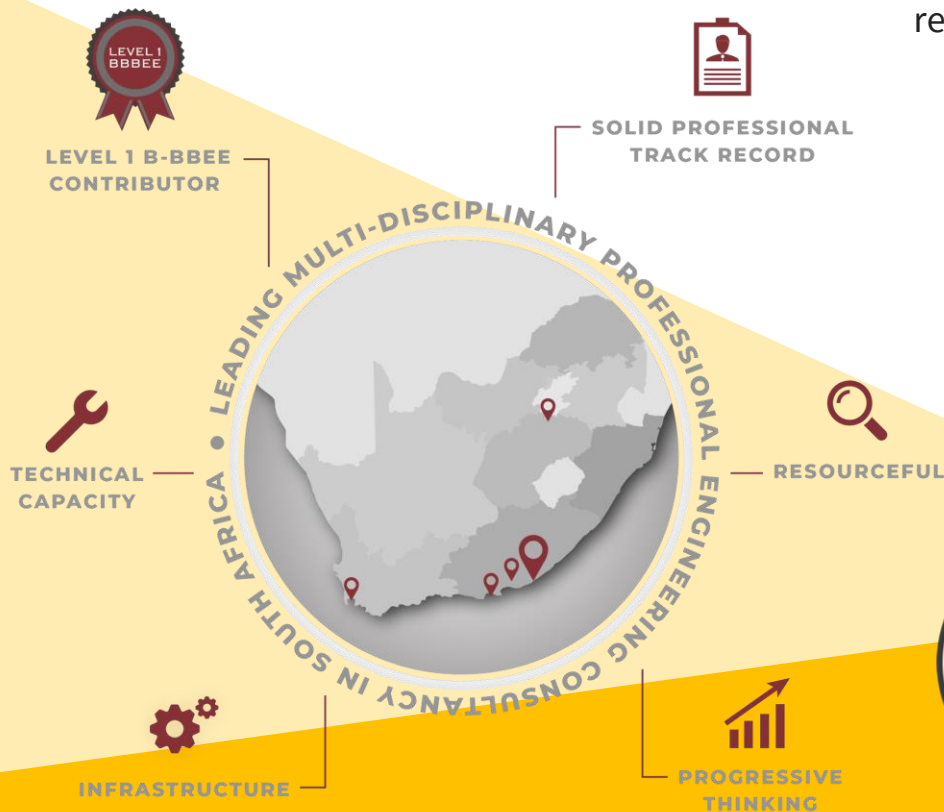 re
LEVEL 1
BBBEE
LEVEL 1 B-BBEE
CONTRIBUTOR
SOLID PROFESSIONAL
TRACK RECORD
LEADING MULTI-DISCIPLINARY PROFESSIONAL ENGINEERING CONSULTANCY IN SOUTH AFRICA •
TECHNICAL
CAPACITY
RESOURCEFUL
INFRASTRUCTURE
PROGRESSIVE
THINKING